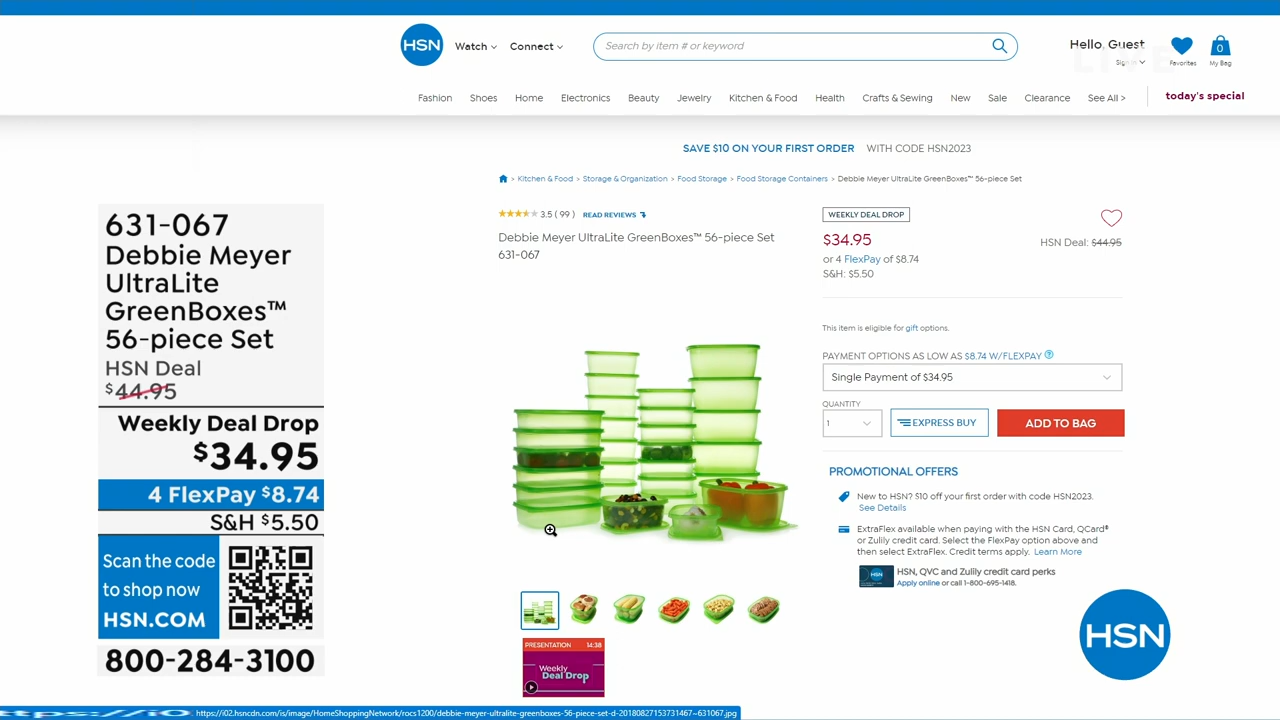 HSN
Watch
Connect
Search by item # or keyword
Hello, Guest
Favorites
0
My Bag
Fashion
Shoes
Home
Electronics
Beauty
Jewelry
Kitchen & Food
Health
Crafts & Sewing
New
Sale
Clearance
See All >
today's special
SAVE $10 ON YOUR FIRST ORDER WITH CODE HSN2023
> Kitchen & Food > Storage & Organization > Food Storage > Food Storage Containers > Debbie Meyer UltraLite GreenBoxes™ 56-piece Set
631-067
Debbie Meyer
UltraLite
GreenBoxes™
56-piece Set
HSN Deal
$44.95
Weekly Deal Drop
$34.95
4 FlexPay $8.74
S&H $5.50
Scan the code
to shop now
HSN.COM
800-284-3100
3.5 ( 99 ) READ REVIEWS
Debbie Meyer UltraLite GreenBoxes™ 56-piece Set
631-067
PRESENTATION 14:38
Weekly
Deal Drop
WEEKLY DEAL DROP
$34.95
HSN Deal: $44.95
or 4 FlexPay of $8.74
S&H: $5.50
This item is eligible for gift options.
PAYMENT OPTIONS AS LOW AS $8.74 W/FLEXPAY ?
Single Payment of $34.95
QUANTITY
1
EXPRESS BUY
ADD TO BAG
PROMOTIONAL OFFERS
New to HSN? $10 off your first order with code HSN2023.
See Details
ExtraFlex available when paying with the HSN Card, QCard®
or Zulily credit card. Select the FlexPay option above and
then select ExtraFlex. Credit terms apply. Learn More
HSN
HSN, QVC and Zulily credit card perks
Apply online or call 1-800-695-1418.
HSN
https://i02.hsncdn.com/is/image/HomeShoppingNetwork/rocs1200/debbie-meyer-ultralite-greenboxes-56-piece-set-d-20180827153731467~631067.jpg